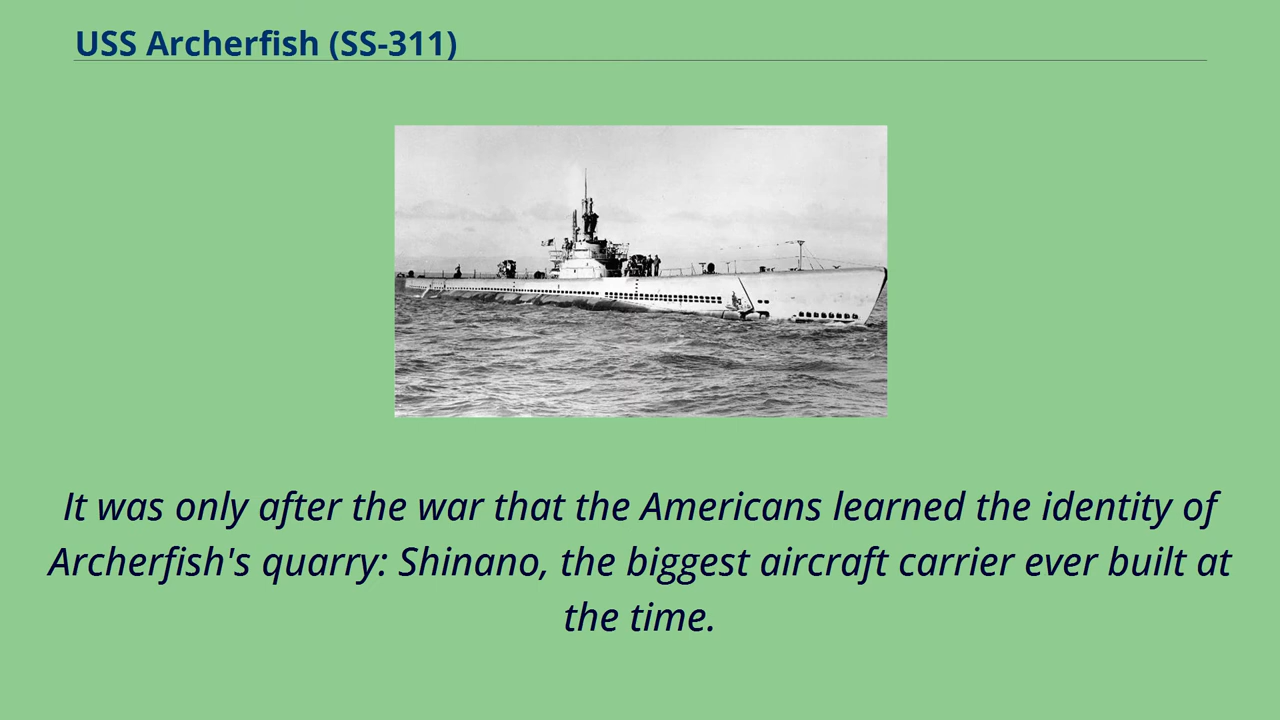 USS Archerfish (SS-311)
It was only after the war that the Americans learned the identity of
Archerfish's quarry: Shinano, the biggest aircraft carrier ever built at
the time.